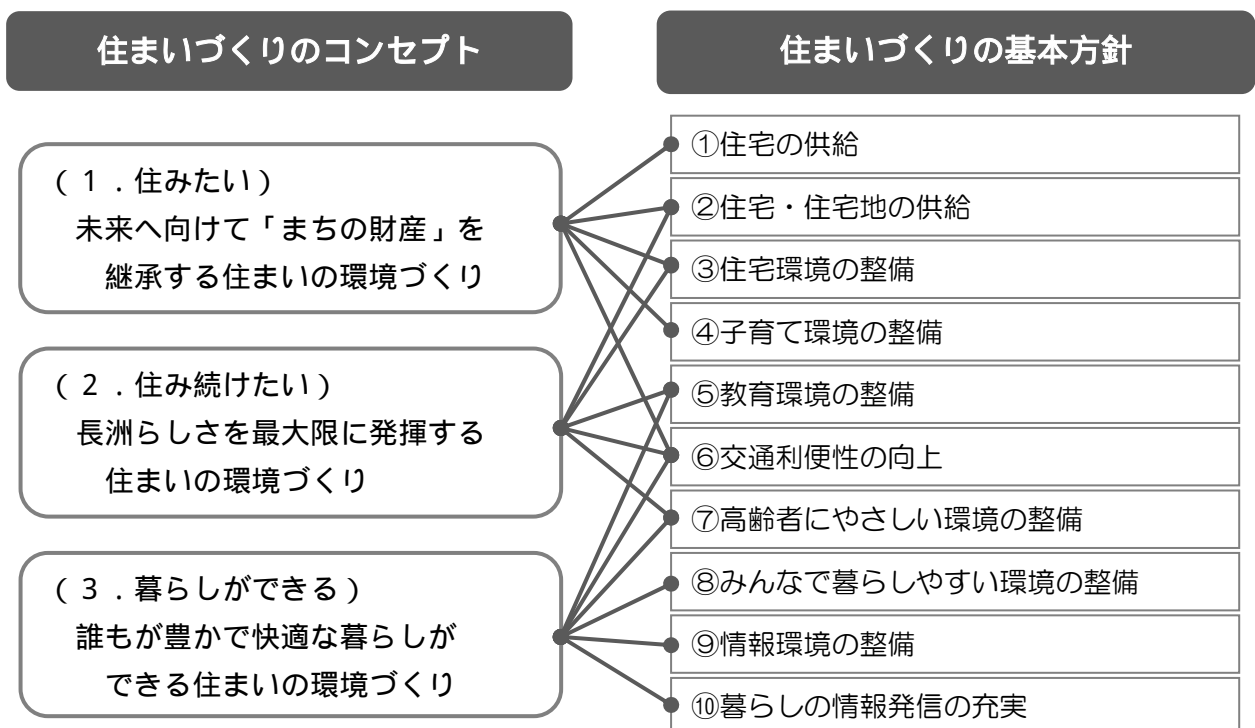 住まいづくりのコンセプト
住まいづくりの基本方針
(1.住みたい)
未来へ向けて「まちの財産」を
継承する住まいの環境づくり
(2.住み続けたい)
長洲らしさを最大限に発揮する
住まいの環境づくり
(3.暮らしができる)
誰もが豊かで快適な暮らしが
できる住まいの環境づくり
①住宅の供給
②住宅・住宅地の供給
③住宅環境の整備
④子育て環境の整備
⑤教育環境の整備
⑥交通利便性の向上
⑦高齢者にやさしい環境の整備
⑧みんなで暮らしやすい環境の整備
⑨情報環境の整備
⑩暮らしの情報発信の充実